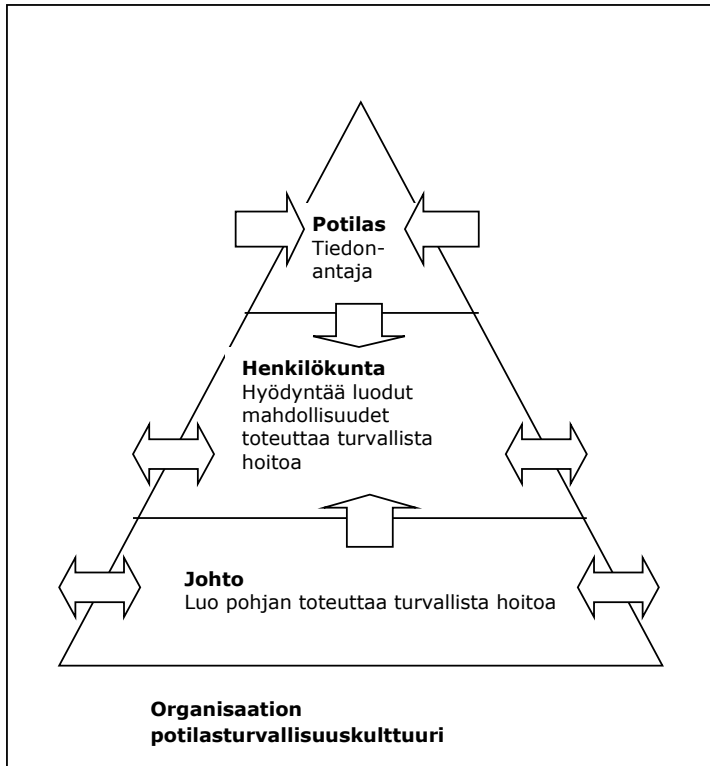 Potilas
Tiedon-
antaja
Henkilökunta
Hyödyntää luodut
mahdollisuudet
toteuttaa turvallista
hoitoa
Johto
Luo pohjan toteuttaa turvallista hoitoa
Organisaation
potilasturvallisuuskulttuuri